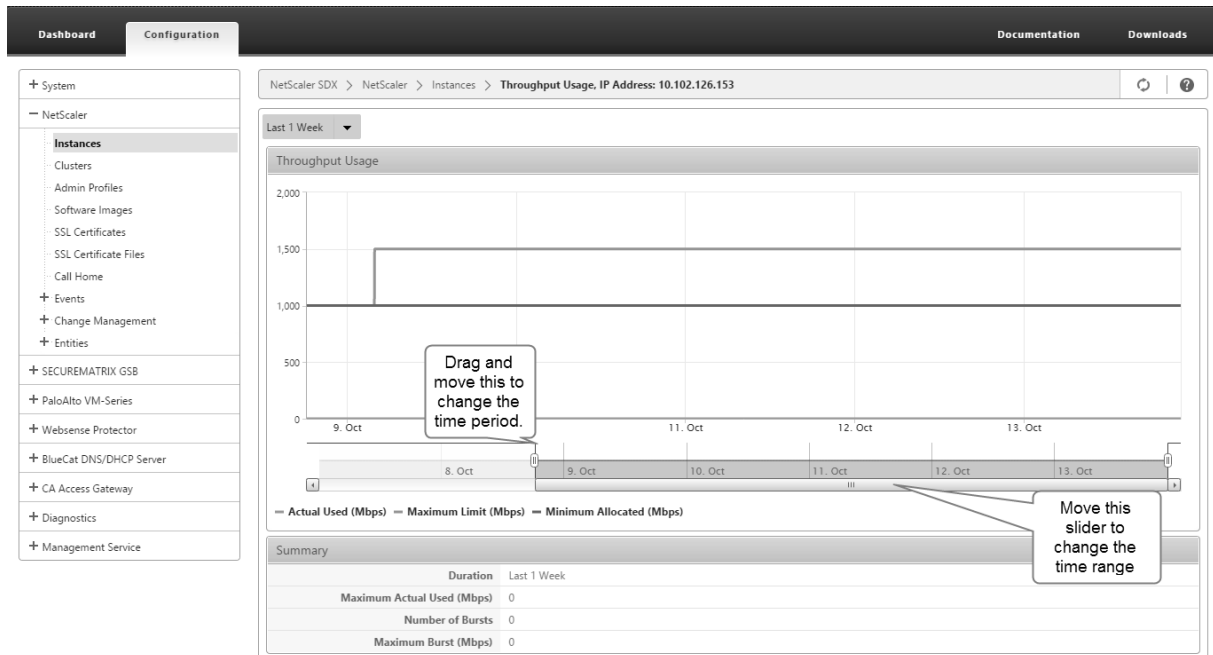 Dashboard
Configuration
Documentation
Downloads
+ System
− NetScaler
Instances
Clusters
Admin Profiles
Software Images
SSL Certificates
SSL Certificate Files
Call Home
+ Events
+ Change Management
+ Entities
+ SECUREMATRIX GSB
+ PaloAlto VM-Series
+ Websense Protector
+ BlueCat DNS/DHCP Server
+ CA Access Gateway
+ Diagnostics
+ Management Service
NetScaler SDX > NetScaler > Instances > Throughput Usage, IP Address: 10.102.126.153
Last 1 Week
Throughput Usage
2,000
1,500
1,000
500
0
9. Oct
11. Oct
12. Oct
13. Oct
Drag and
move this to
change the
time period.
8. Oct
9. Oct
10. Oct
11. Oct
12. Oct
13. Oct
Actual Used (Mbps) Maximum Limit (Mbps) Minimum Allocated (Mbps)
Move this
slider to
change the
time range
Summary
Duration Last 1 Week
Maximum Actual Used (Mbps) 0
Number of Bursts 0
Maximum Burst (Mbps) 0